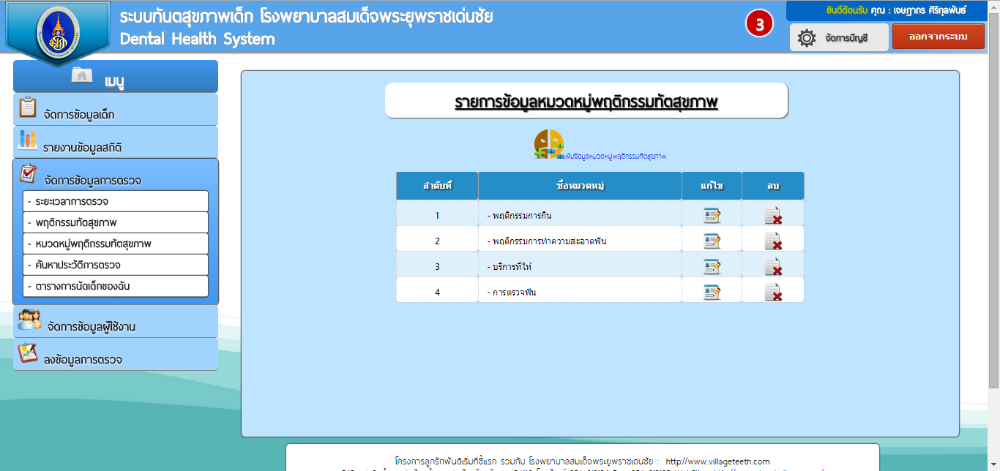 ระบบทันตสุขภาพเด็ก โรงพยาบาลสมเด็จพระยุพราชเด่นชัย
Dental Health System
3
ยินดีต้อนรับ คุณ : เจษฎากร ศิริกุลพันธ์
จัดการบัญชี
ออกจากระบบ
เมนู
จัดการข้อมูลเด็ก
รายงานข้อมูลสถิติ
จัดการข้อมูลการตรวจ
- ระยะเวลาการตรวจ
- พฤติกรรมทัตสุขภาพ
- หมวดหมู่พฤติกรรมทัตสุขภาพ
- ค้นหาประวัติการตรวจ
- ตารางการนัดเด็กของฉัน
จัดการข้อมูลผู้ใช้งาน
ลงข้อมูลการตรวจ
รายการข้อมูลหมวดหมู่พฤติกรรมทัตสุขภาพ
เพิ่มข้อมูลหมวดหมู่พฤติกรรมทัตสุขภาพ
ลำดับที่ ชื่อหมวดหมู่ แก้ไข ลบ
1 - พฤติกรรมการกิน
2 - พฤติกรรมการทำความสะอาดฟัน
3 - บริการที่ให้
4 - การตรวจฟัน
โครงการลูกรักฟันดีเริ่มที่ซี่แรก ร่วมกับ โรงพยาบาลสมเด็จพระยุพราชเด่นชัย : http://www.villageteeth.com